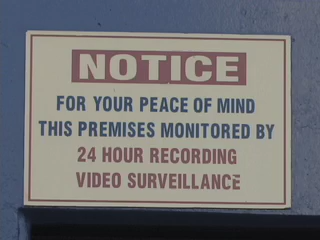 NOTICE
FOR YOUR PEACE OF MIND
THIS PREMISES MONITORED BY
24 HOUR RECORDING
VIDEO SURVEILLANCE